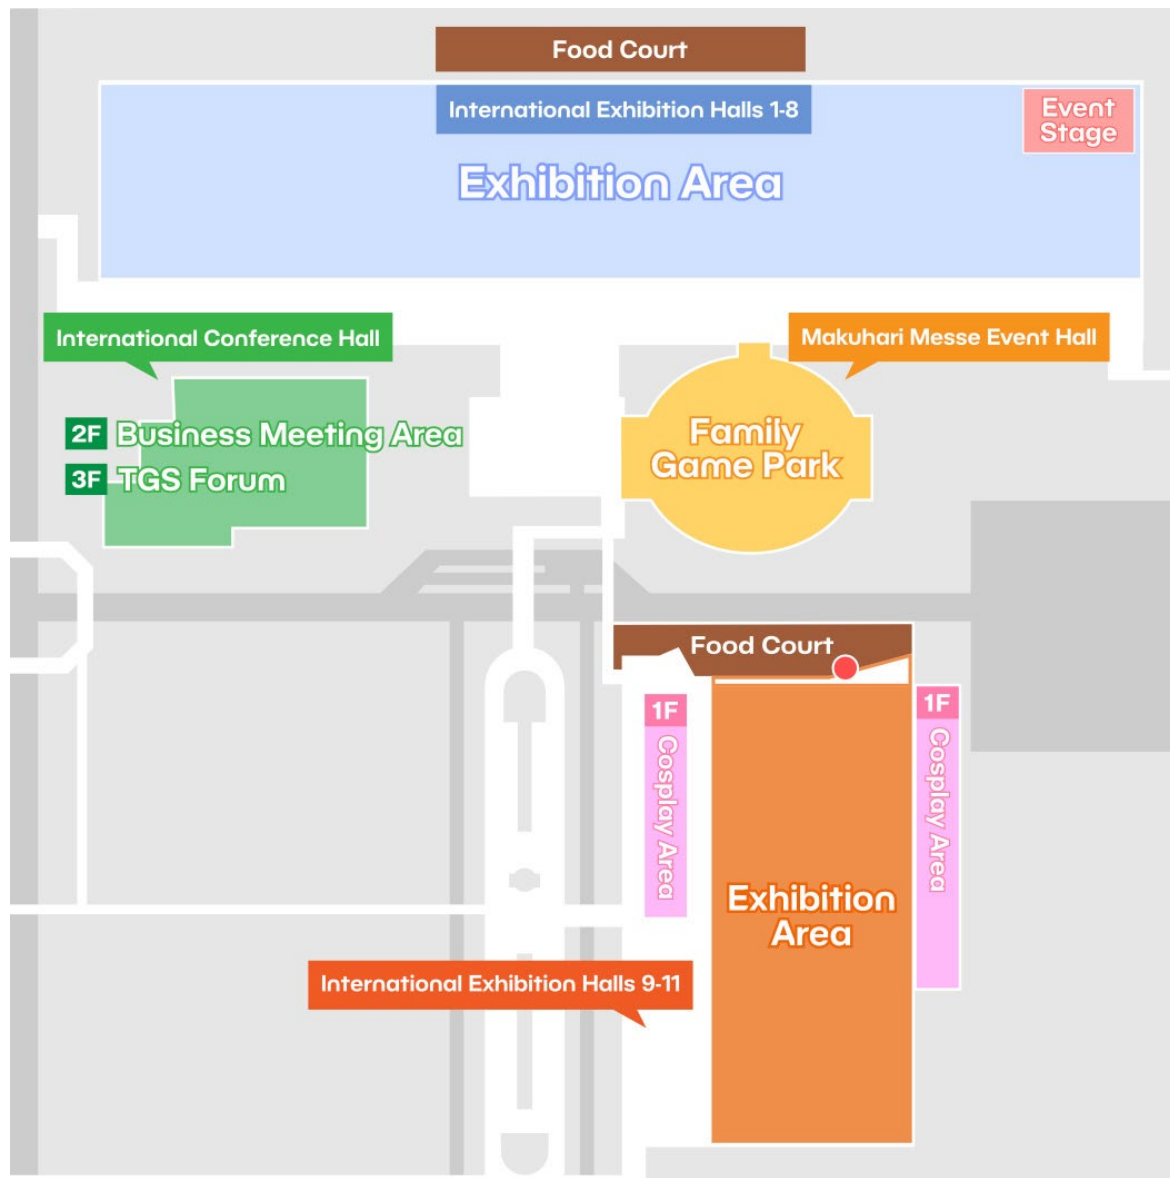 Food Court
International Exhibition Halls 1-8
Event
Stage
Exhibition Area
International Conference Hall
Makuhari Messe Event Hall
2F Business Meeting Area
3F TGS Forum
Family
Game Park
Food Court
1F
Cosplay Area
1F
Cosplay Area
Exhibition
Area
International Exhibition Halls 9-11